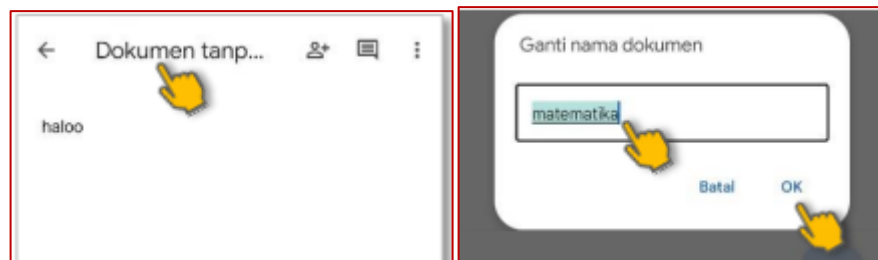 Dokumen tanp...
haloo
Ganti nama dokumen
matematika
Batal OK